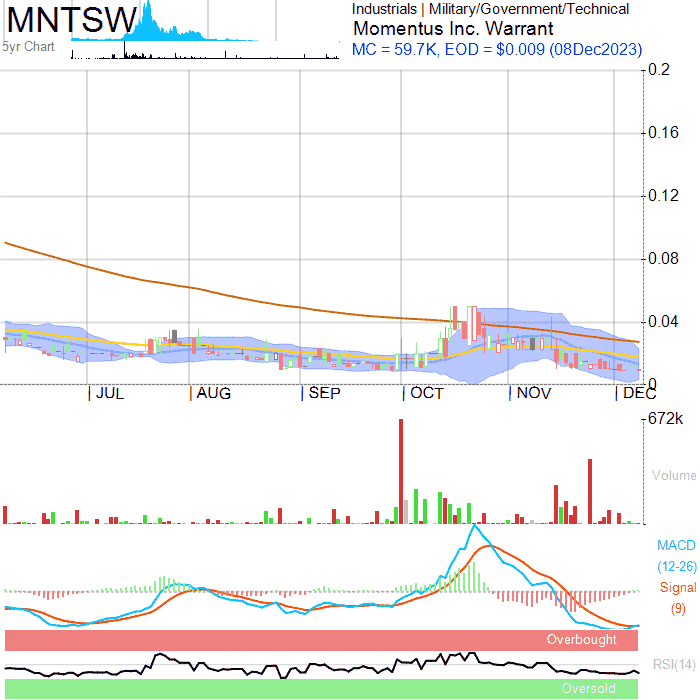 MNTSW
5yr Chart
Industrials | Military/Government/Technical
Momentus Inc. Warrant
MC = 59.7K, EOD = $0.009 (08Dec2023)
0.2
0.16
0.12
0.08
0.04
0
JUL AUG SEP OCT NOV DEC
672k
Volume
MACD
(12-26)
Signal
(9)
Overbought
RSI(14)
Oversold